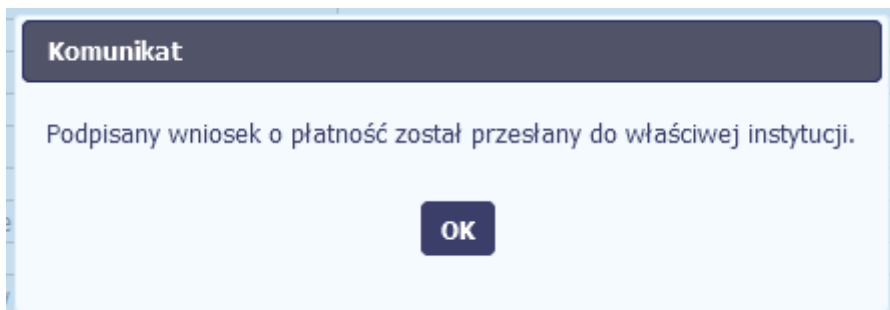 Komunikat
Podpisany wniosek o płatność został przesłany do właściwej instytucji.
OK